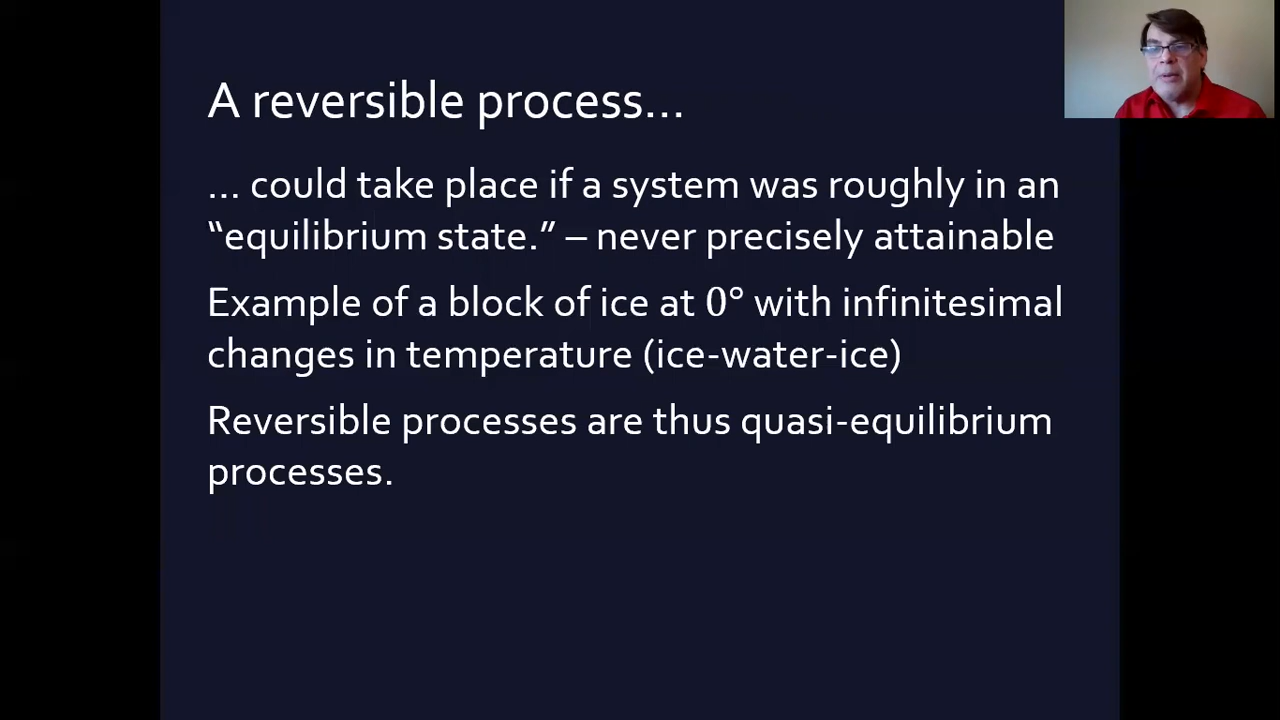 A reversible process…
… could take place if a system was roughly in an
“equilibrium state.” – never precisely attainable
Example of a block of ice at 0° with infinitesimal
changes in temperature (ice-water-ice)
Reversible processes are thus quasi-equilibrium
processes.